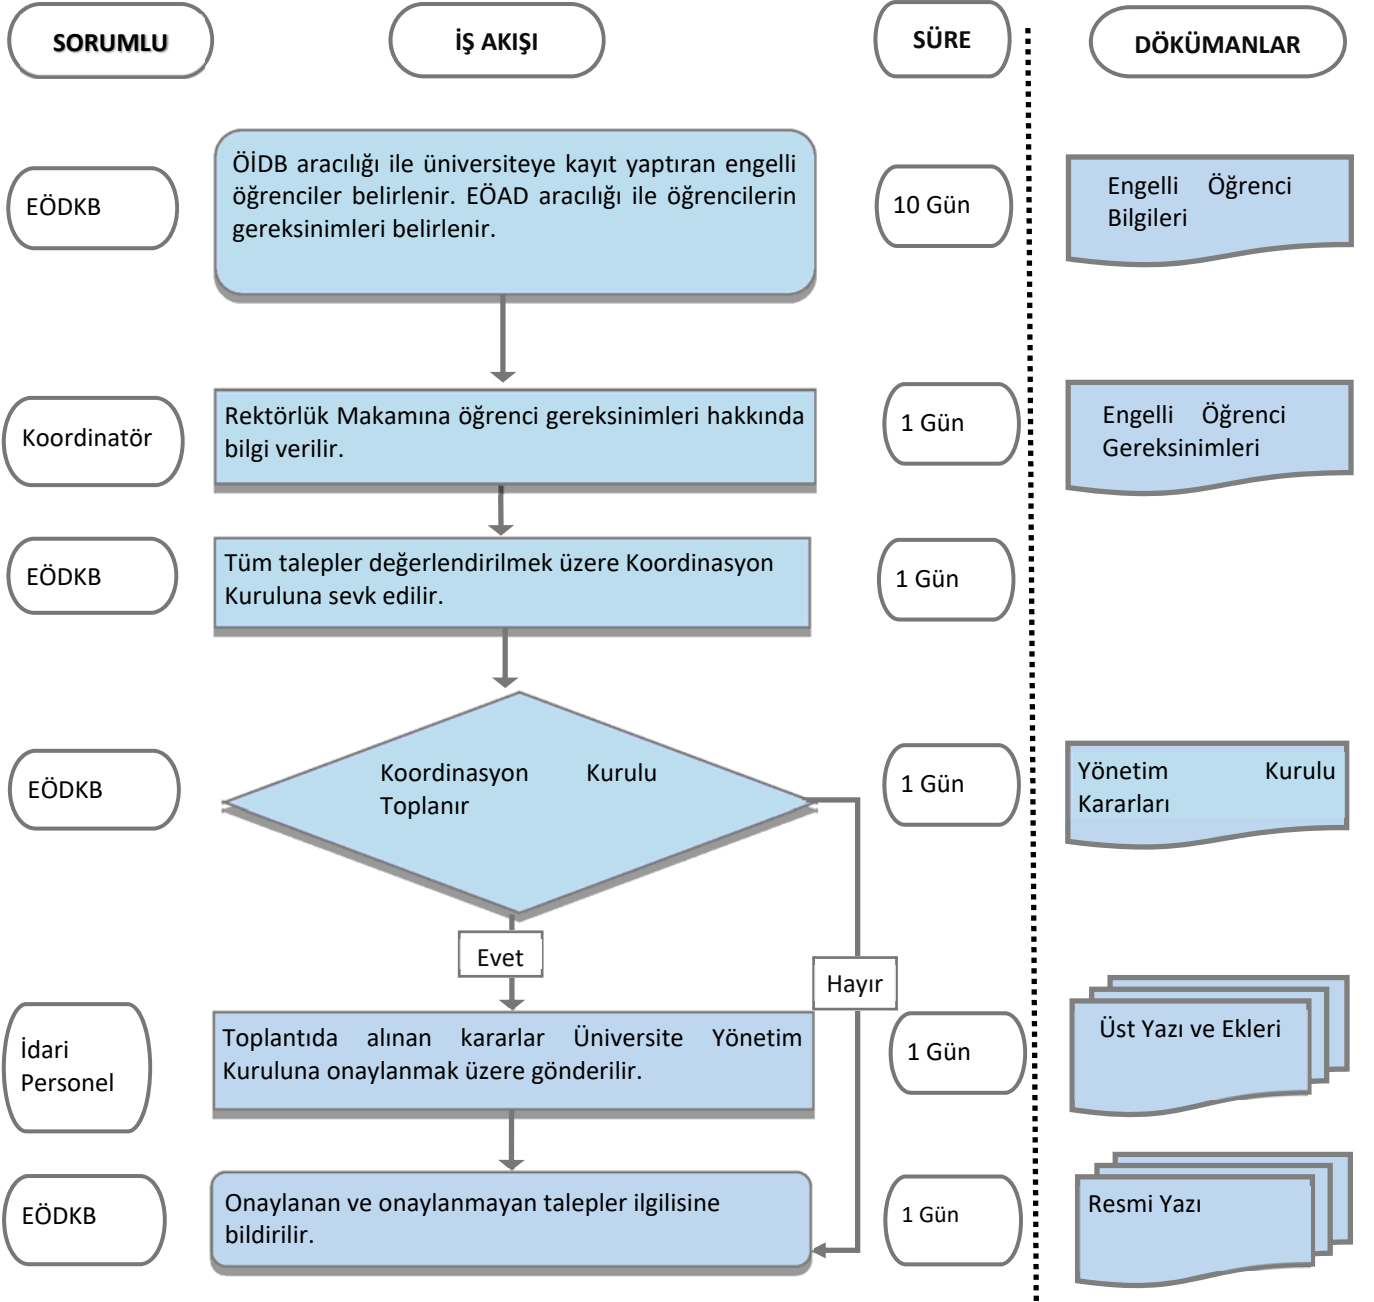 SORUMLU
İŞ AKIŞI
SÜRE
DÖKÜMANLAR
EÖDKB
ÖİDB aracılığı ile üniversiteye kayıt yaptıran engelli
öğrenciler belirlenir. EÖAD aracılığı ile öğrencilerin
gereksinimleri belirlenir.
10 Gün
Engelli Öğrenci
Bilgileri
Koordinatör
Rektörlük Makamına öğrenci gereksinimleri hakkında
bilgi verilir.
1 Gün
Engelli Öğrenci
Gereksinimleri
EÖDKB
Tüm talepler değerlendirilmek üzere Koordinasyon
Kuruluna sevk edilir.
1 Gün
EÖDKB
Koordinasyon Kurulu
Toplanır
1 Gün
Yönetim Kurulu
Kararları
Evet
Hayır
İdari
Personel
Toplantıda alınan kararlar Üniversite Yönetim
Kuruluna onaylanmak üzere gönderilir.
1 Gün
Üst Yazı ve Ekleri
EÖDKB
Onaylanan ve onaylanmayan talepler ilgilisine
bildirilir.
1 Gün
Resmi Yazı